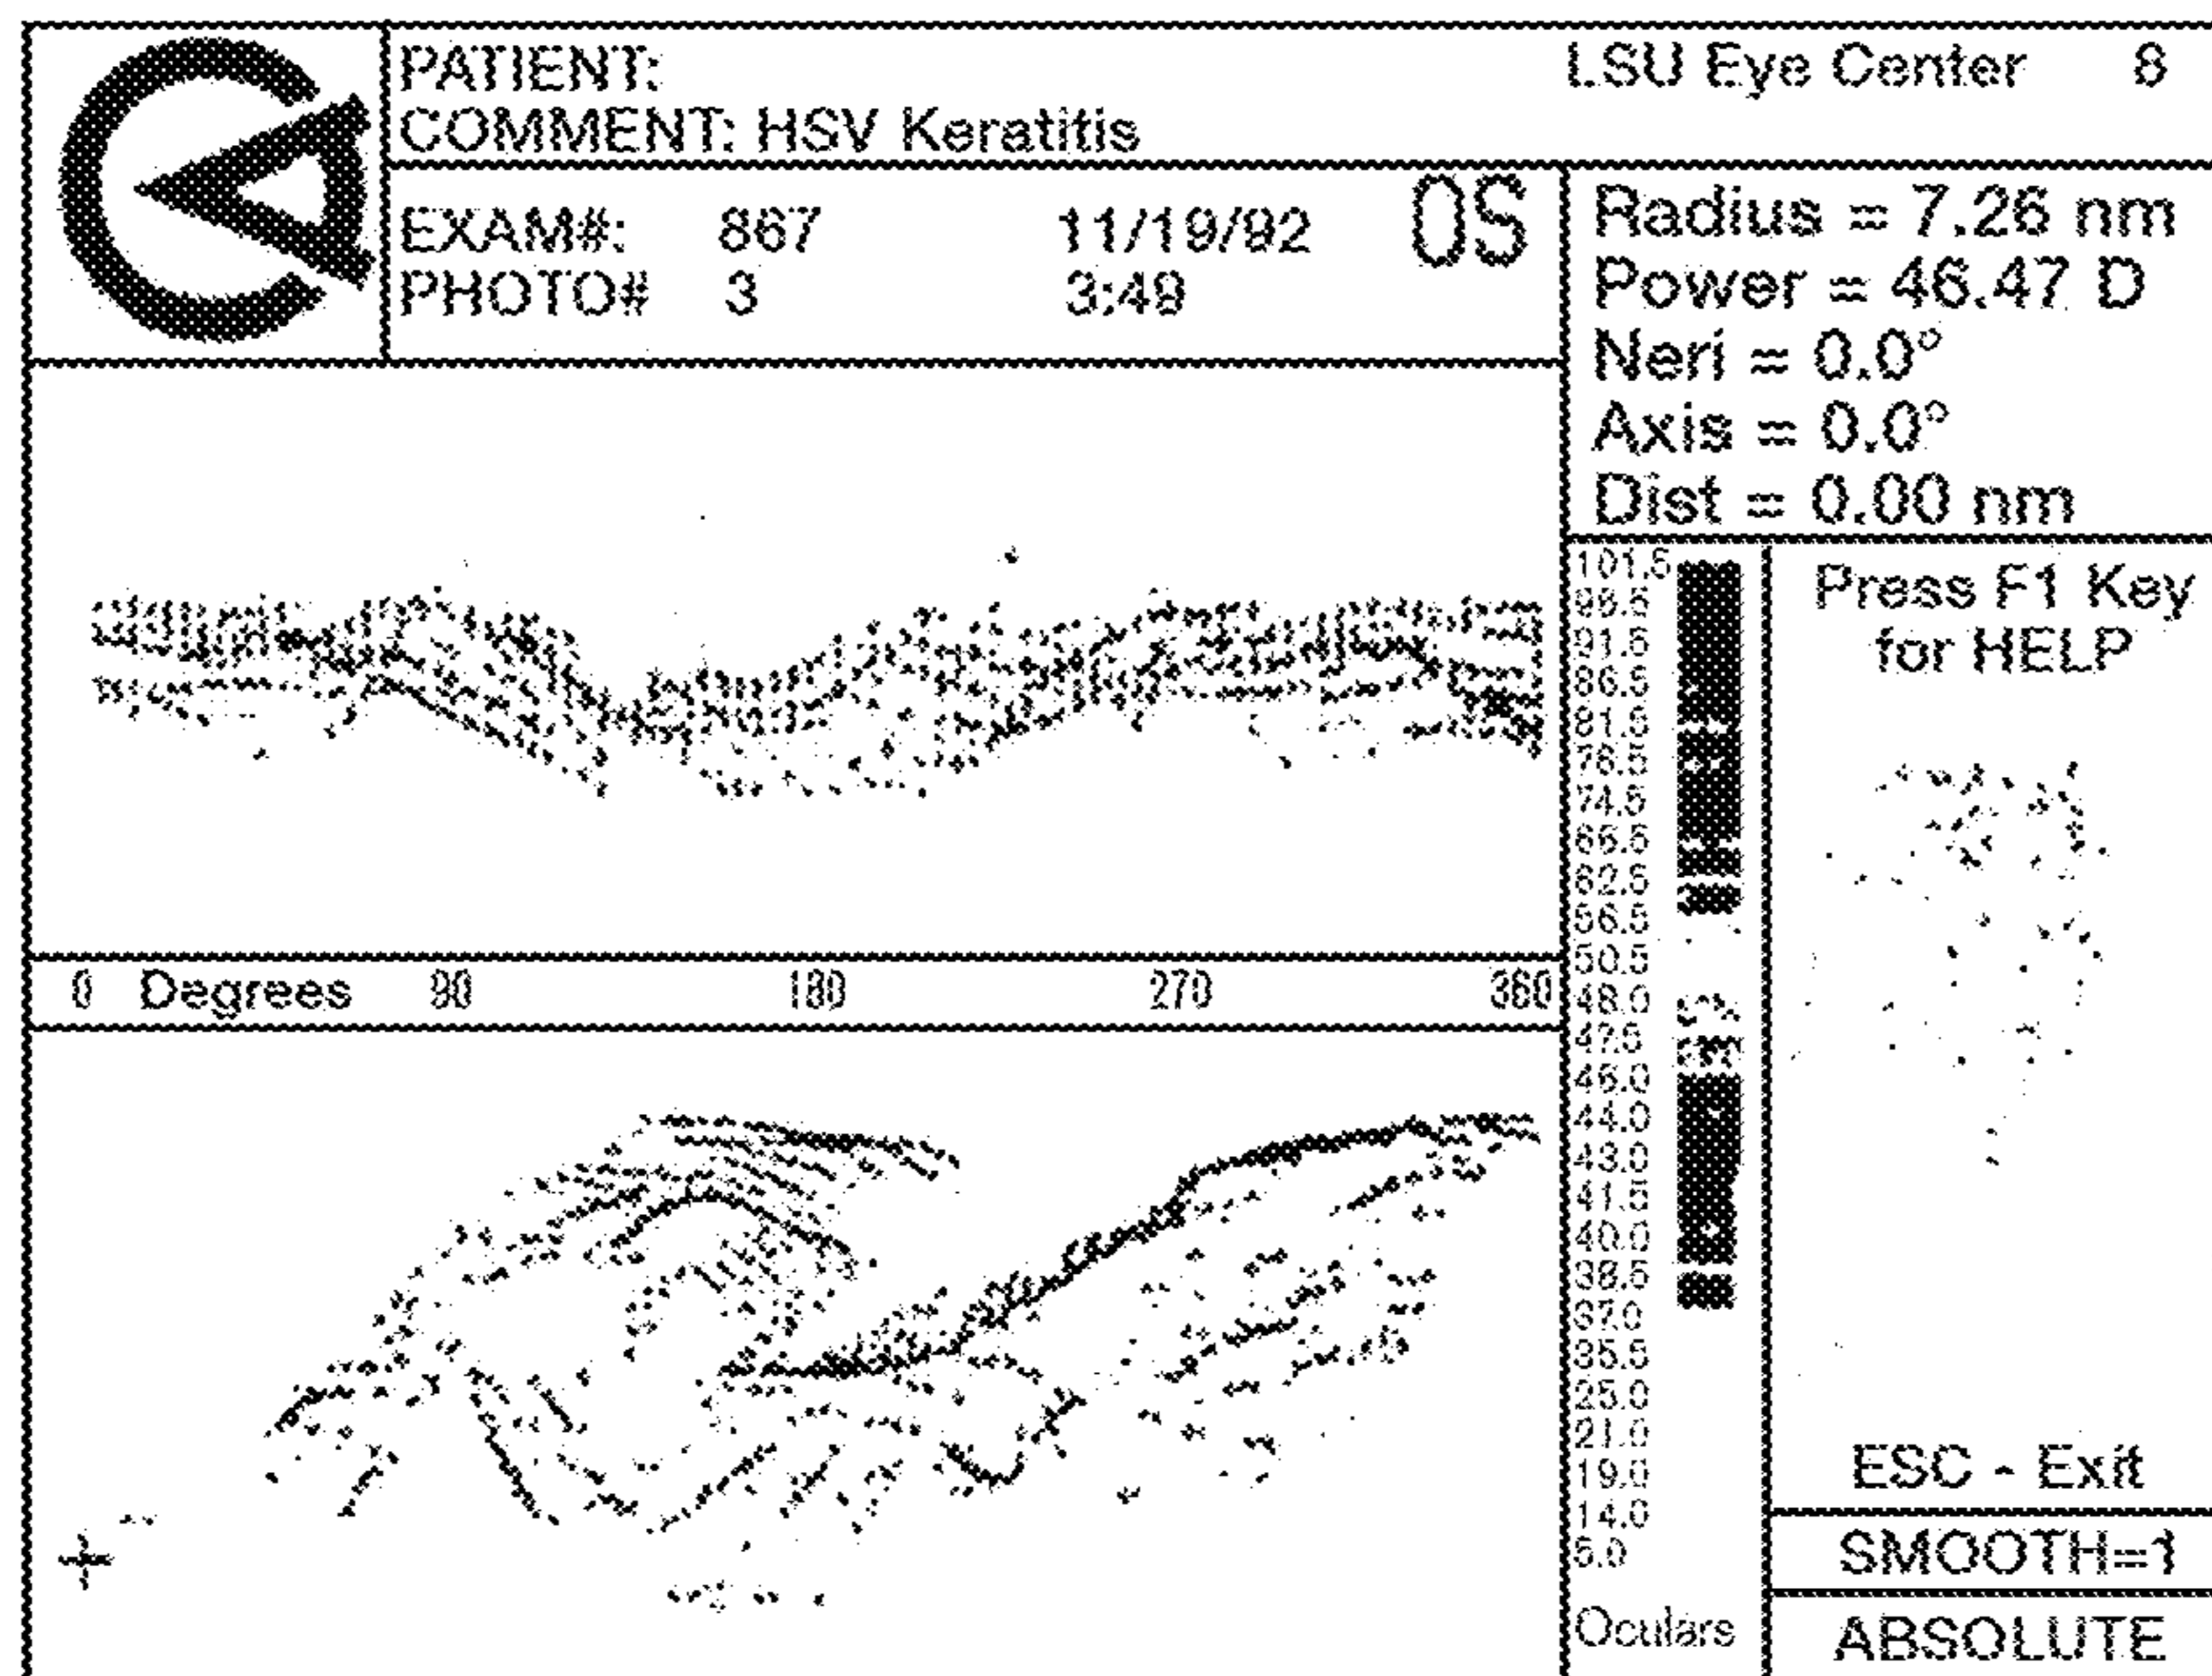 PATIENT:
LSU Eye Center 8
COMMENT: HSV Keratitis
EXAM#: 867 11/19/92 OS
PHOTO# 3 3:49
Radius = 7.26 nm
Power = 46.47 D
Neri = 0.0°
Axis = 0.0°
Dist = 0.00 nm
0 Degrees 90 180 270 360
101.5
96.5
91.5
86.5
81.5
76.5
74.5
62.5
56.5
50.5
48.0
47.5
46.0
44.0
43.0
41.5
40.0
38.5
37.0
35.5
25.0
21.0
19.0
14.0
5.0
Oculars
Press F1 Key
for HELP
ESC - Exit
SMOOTH=1
ABSOLUTE